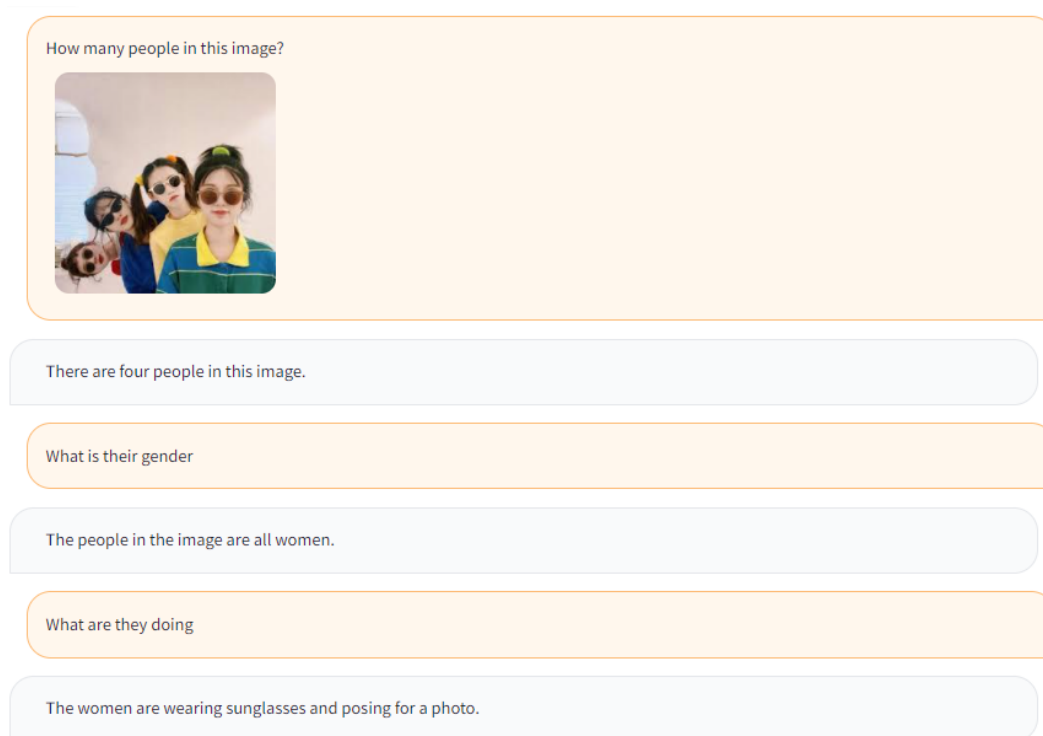 How many people in this image?
There are four people in this image.
What is their gender
The people in the image are all women.
What are they doing
The women are wearing sunglasses and posing for a photo.